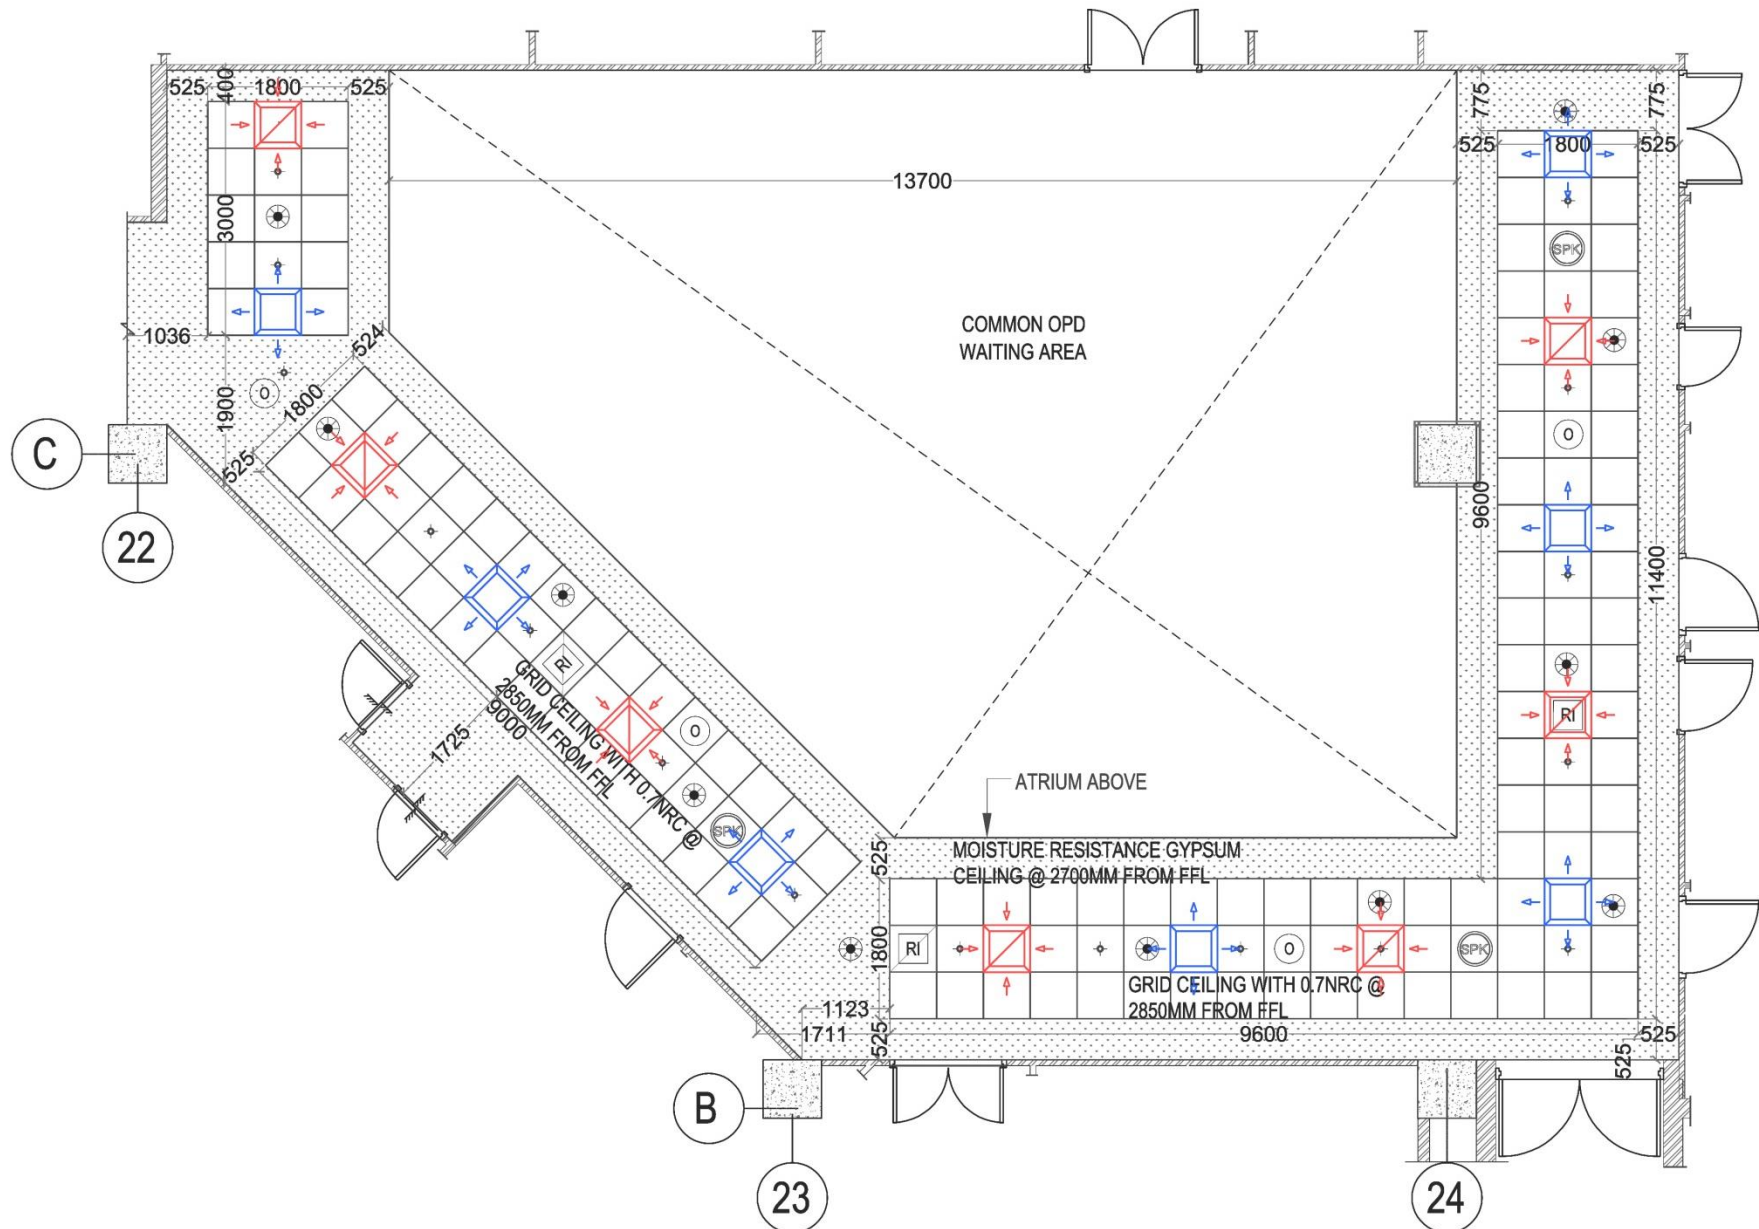 525
1800
525
400
3000
1036
1900
13700
775
775
525
1800
525
SPK
COMMON OPD
WAITING AREA
524
1800
525
O
O
9600
11400
C
22
RI
GRID CEILING WITH 0.7NRC @
2850MM FROM FFL
9000
1725
O
SPK
RI
ATRIUM ABOVE
MOISTURE RESISTANCE GYPSUM
CEILING @ 2700MM FROM FFL
525
1800
525
RI
O
SPK
GRID CEILING WITH 0.7NRC @
2850MM FROM FFL
1123
1711
9600
525
525
B
23
24